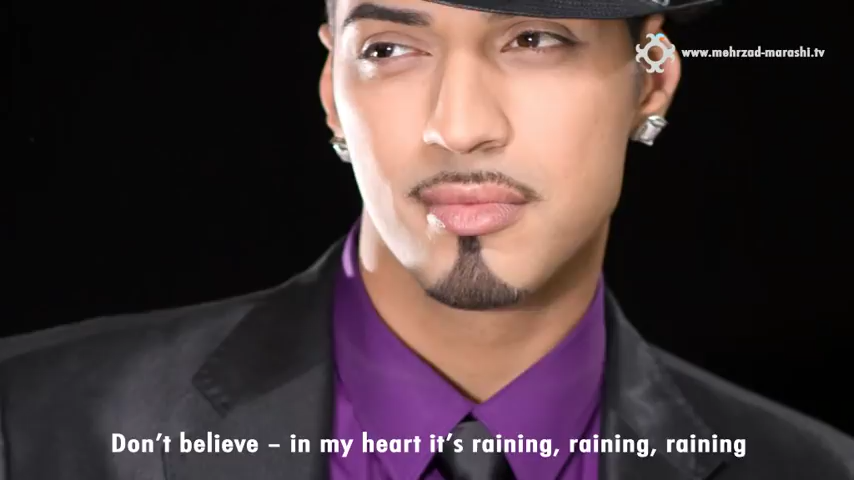 www.mehrzad-marashi.tv
Don't believe – in my heart it's raining, raining, raining